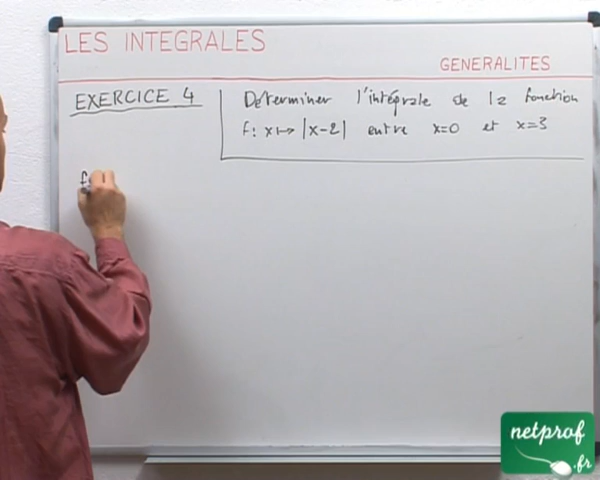 LES INTEGRALES
GENERALITES
EXERCICE 4
Déterminer l'intégrale de la fonction
f: x ↦ |x-2| entre x=0 et x=3
f
netprof
.fr